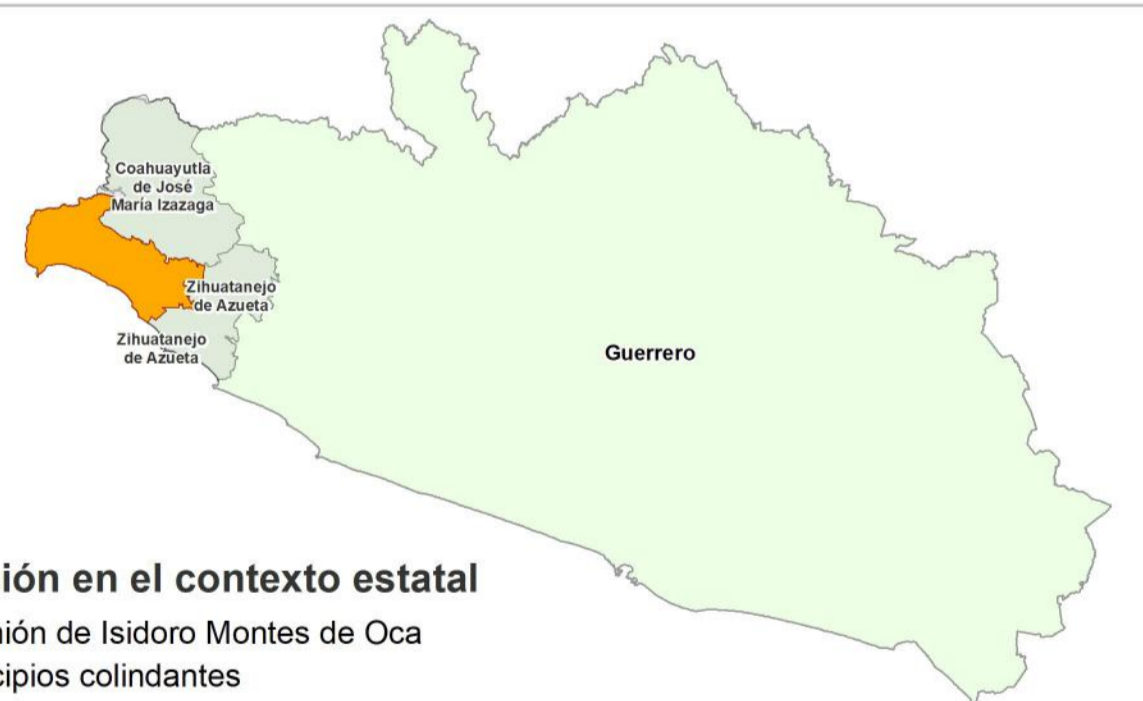 Coahuayutla
de José
María Izazaga
Zihuatanejo
de Azueta
Zihuatanejo
de Azueta
Guerrero
ión en el contexto estatal
nión de Isidoro Montes de Oca
cipios colindantes